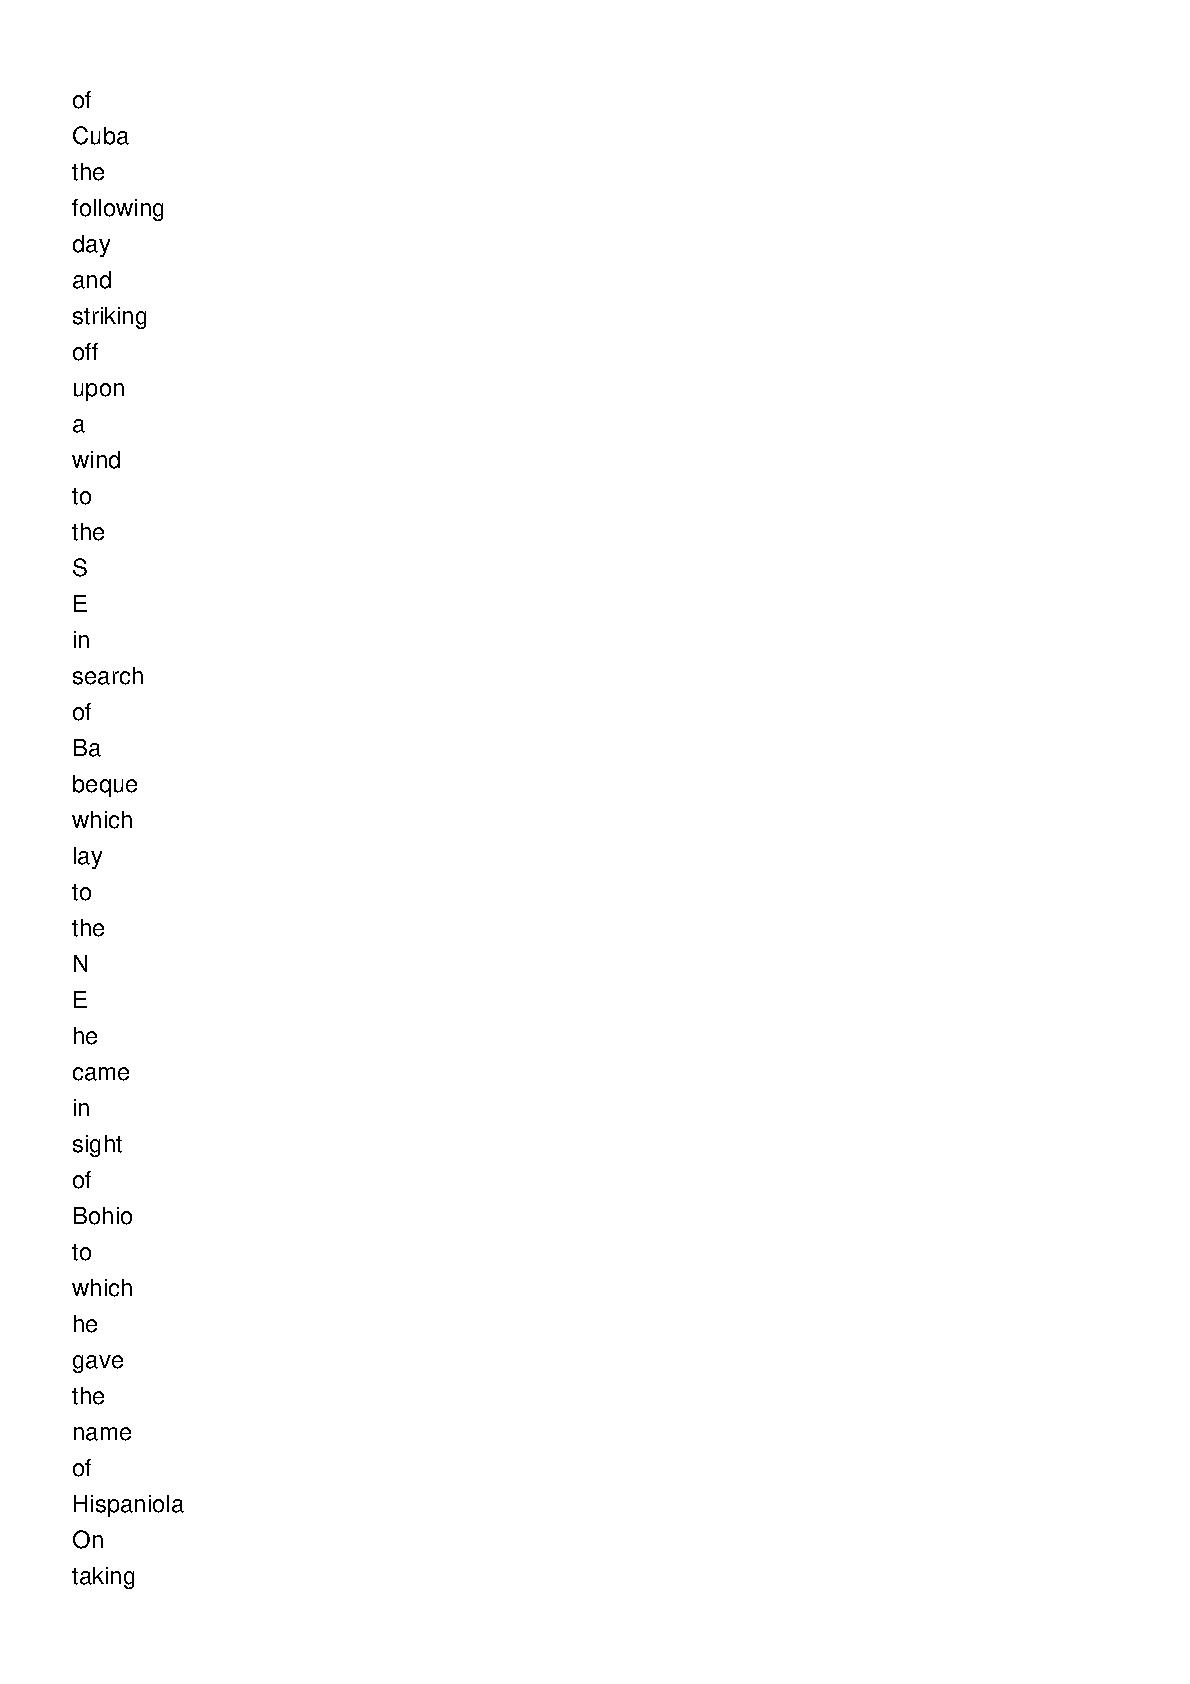 of
Cuba
the
following
day
and
striking
off
upon
a
wind
to
the
S
E
in
search
of
Ba
beque
which
lay
to
the
N
E
he
came
in
sight
of
Bohio
to
which
he
gave
the
name
of
Hispaniola
On
taking